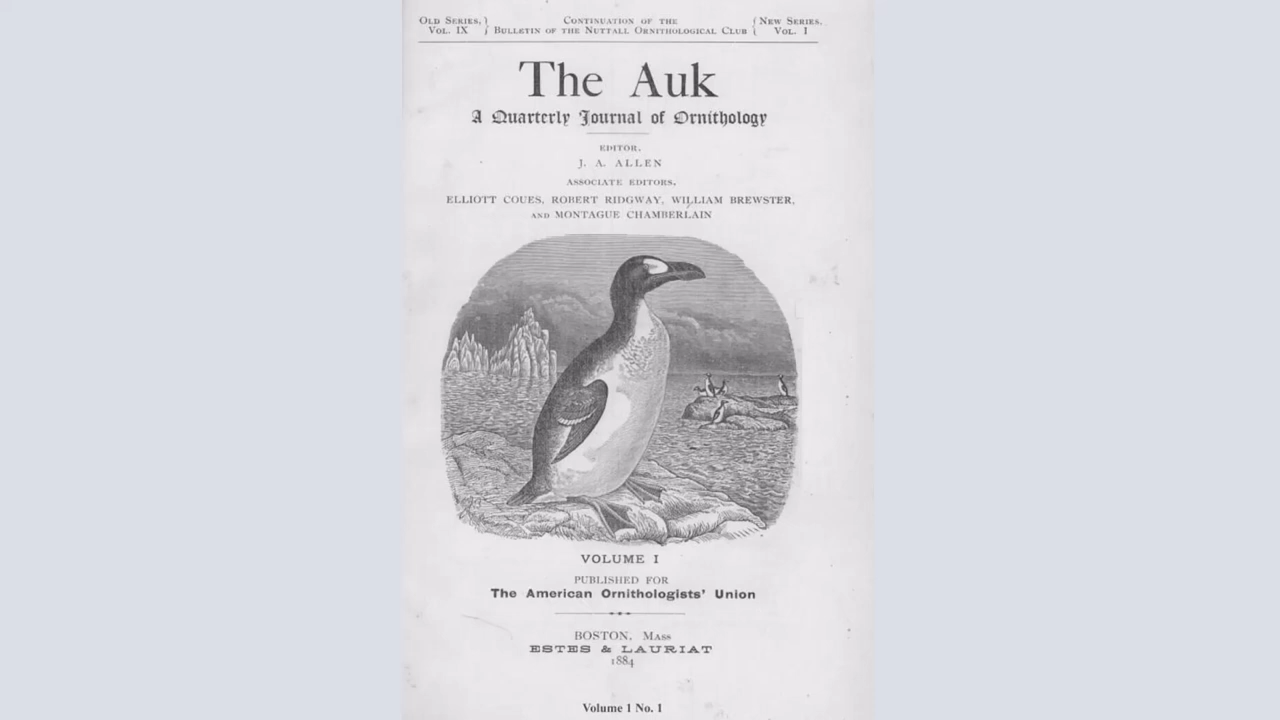 OLD SERIES, } CONTINUATION OF THE { NEW SERIES,
VOL. IX } BULLETIN OF THE NUTTALL ORNITHOLOGICAL CLUB { VOL. I
The Auk
A Quarterly Journal of Ornithology
EDITOR,
J. A. ALLEN
ASSOCIATE EDITORS,
ELLIOTT COUES, ROBERT RIDGWAY, WILLIAM BREWSTER,
AND MONTAGUE CHAMBERLAIN
VOLUME I
PUBLISHED FOR
The American Ornithologists' Union
BOSTON, MASS
ESTES & LAURIAT
1884
Volume 1 No. 1